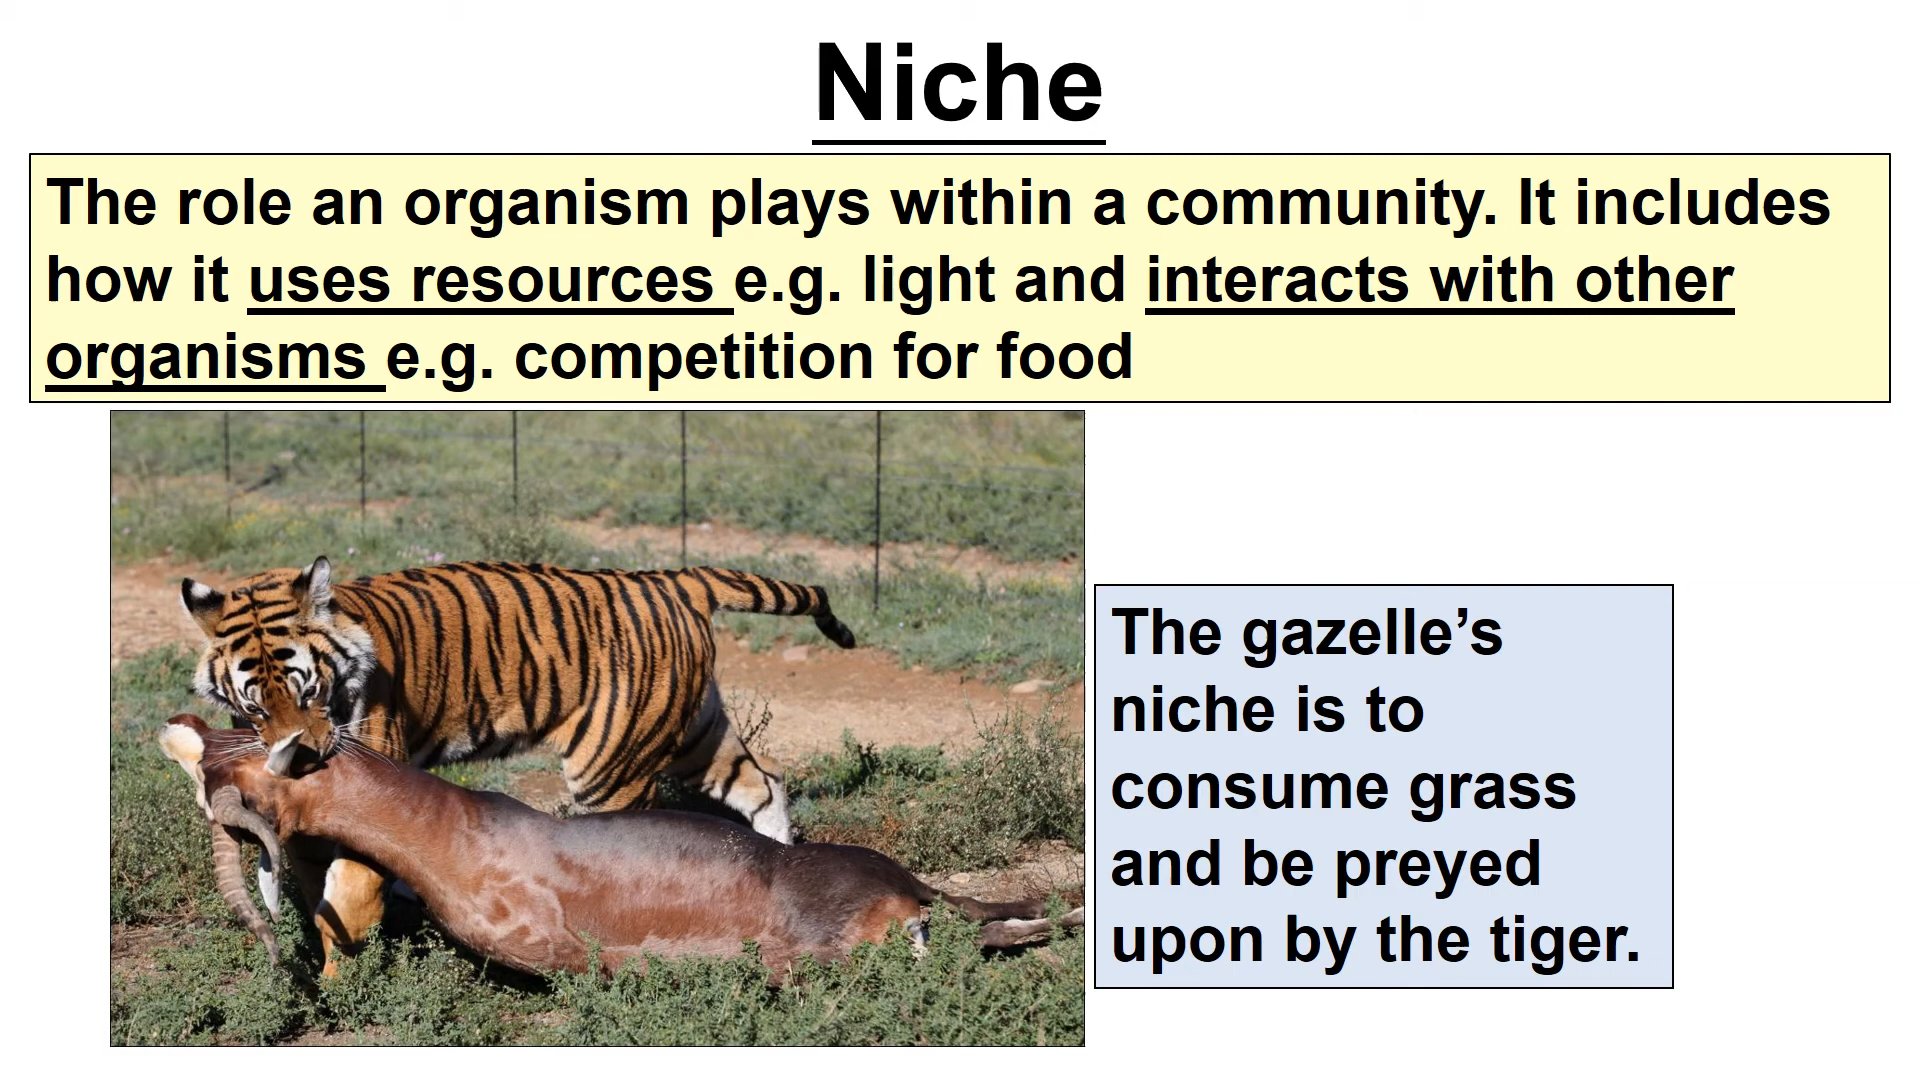 Niche
The role an organism plays within a community. It includes
how it uses resources e.g. light and interacts with other
organisms e.g. competition for food
The gazelle’s
niche is to
consume grass
and be preyed
upon by the tiger.